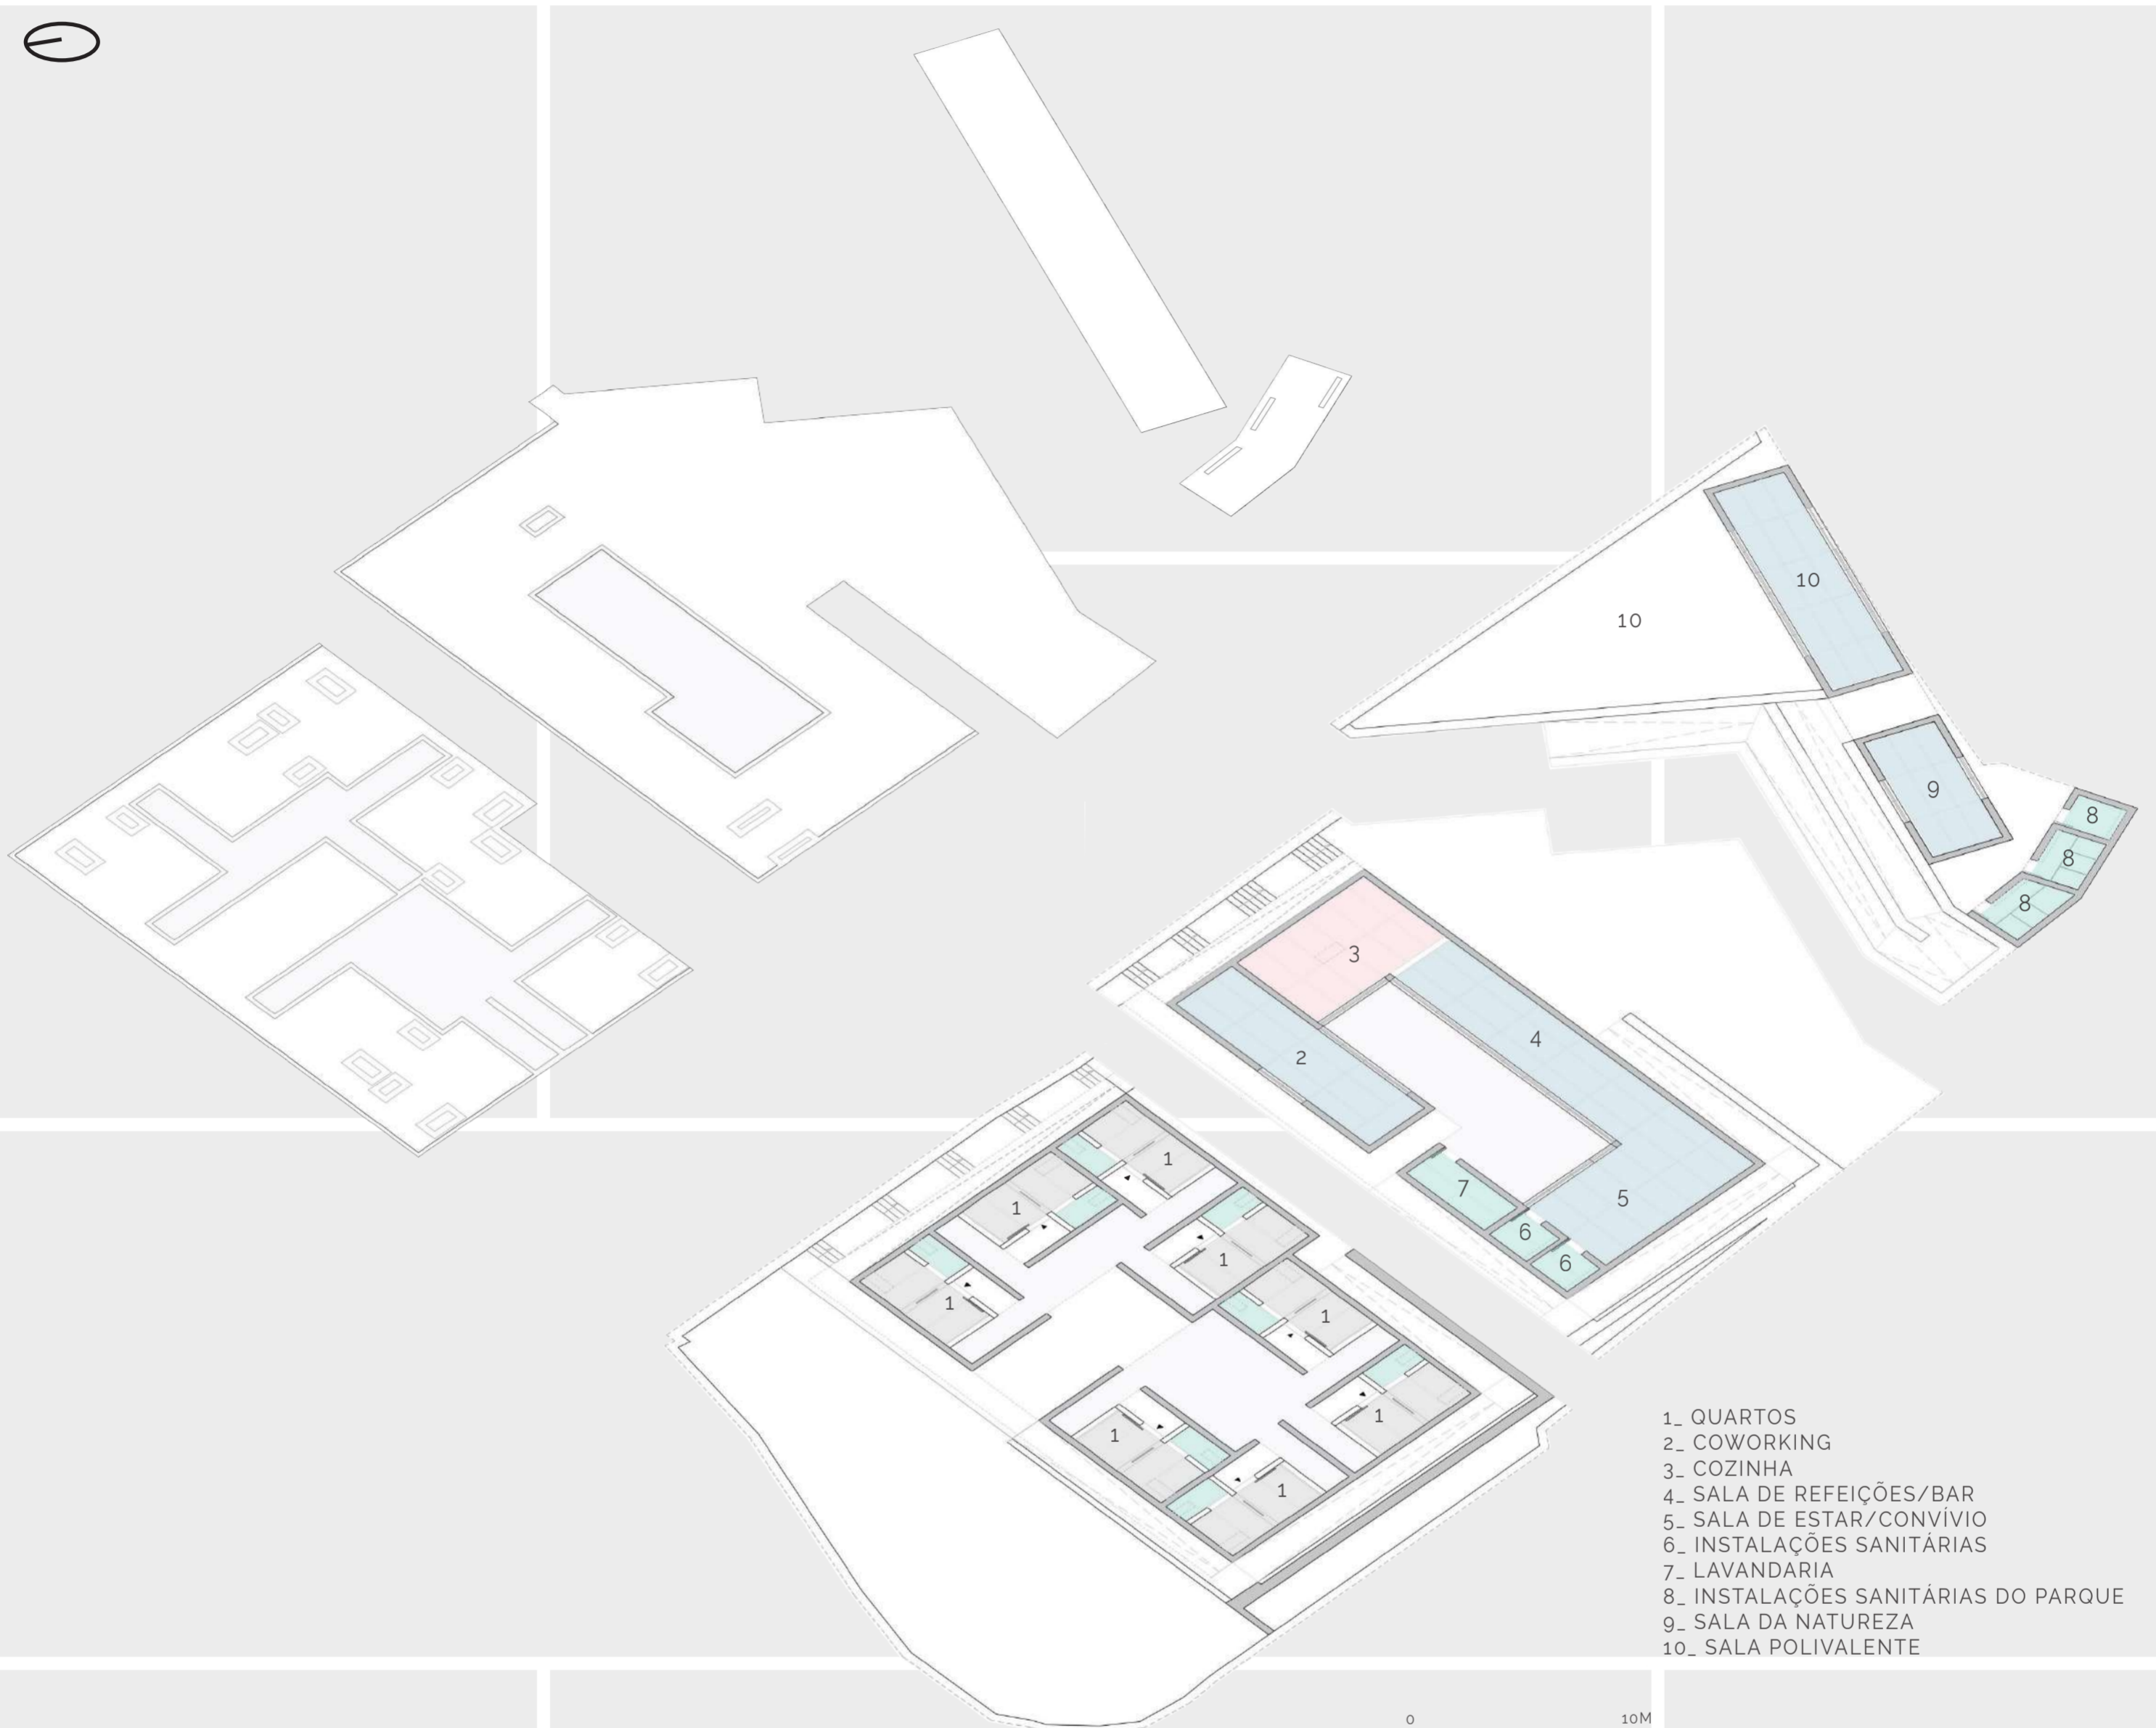 10
10
9
8
8
8
3
4
2
7
5
6
6
1
1
1
1
1
1
1
1
1_ QUARTOS
2_ COWORKING
3_ COZINHA
4_ SALA DE REFEIÇÕES/BAR
5_ SALA DE ESTAR/CONVÍVIO
6_ INSTALAÇÕES SANITÁRIAS
7_ LAVANDARIA
8_ INSTALAÇÕES SANITÁRIAS DO PARQUE
9_ SALA DA NATUREZA
10_ SALA POLIVALENTE
0 10M